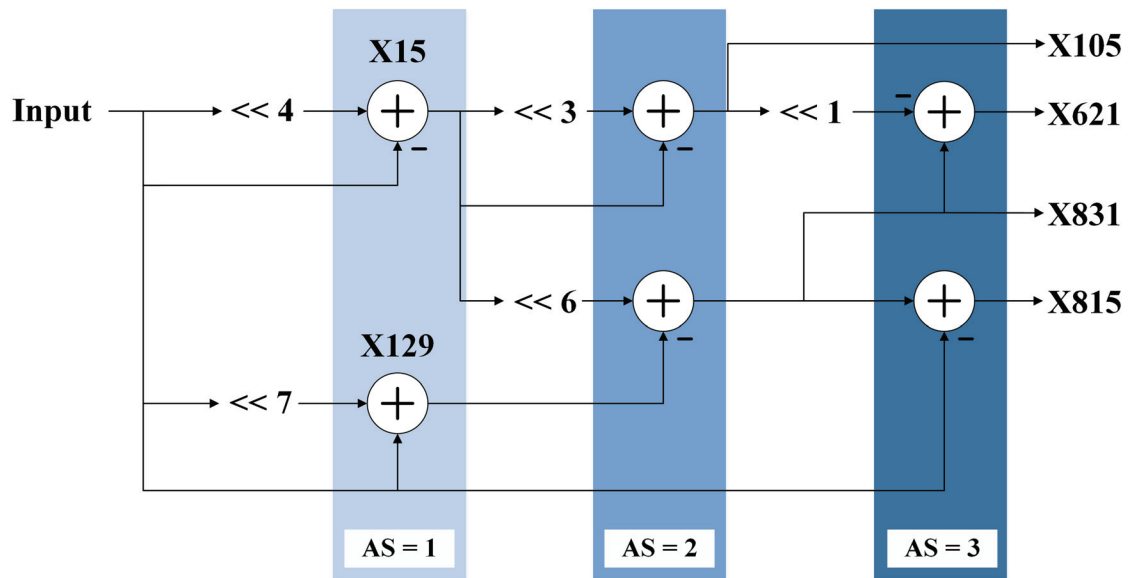 X105
X15
Input << 4 + - << 3 + - << 1 - + X621
X831
<< 6 + - X815
+ -
X129
<< 7 +
AS = 1 AS = 2 AS = 3